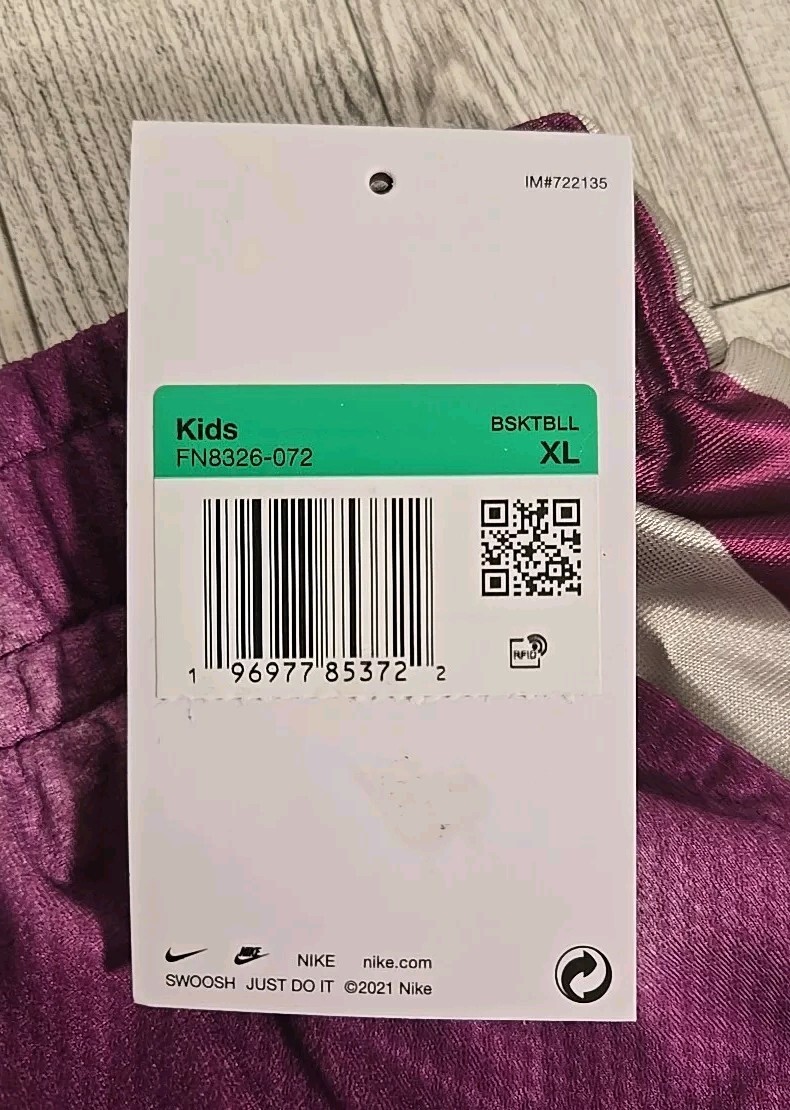 IM#722135
Kids BSKTBLL
FN8326-072 XL
1 96977 85372 2
RFID
NIKE NIKE nike.com
SWOOSH JUST DO IT ©2021 Nike